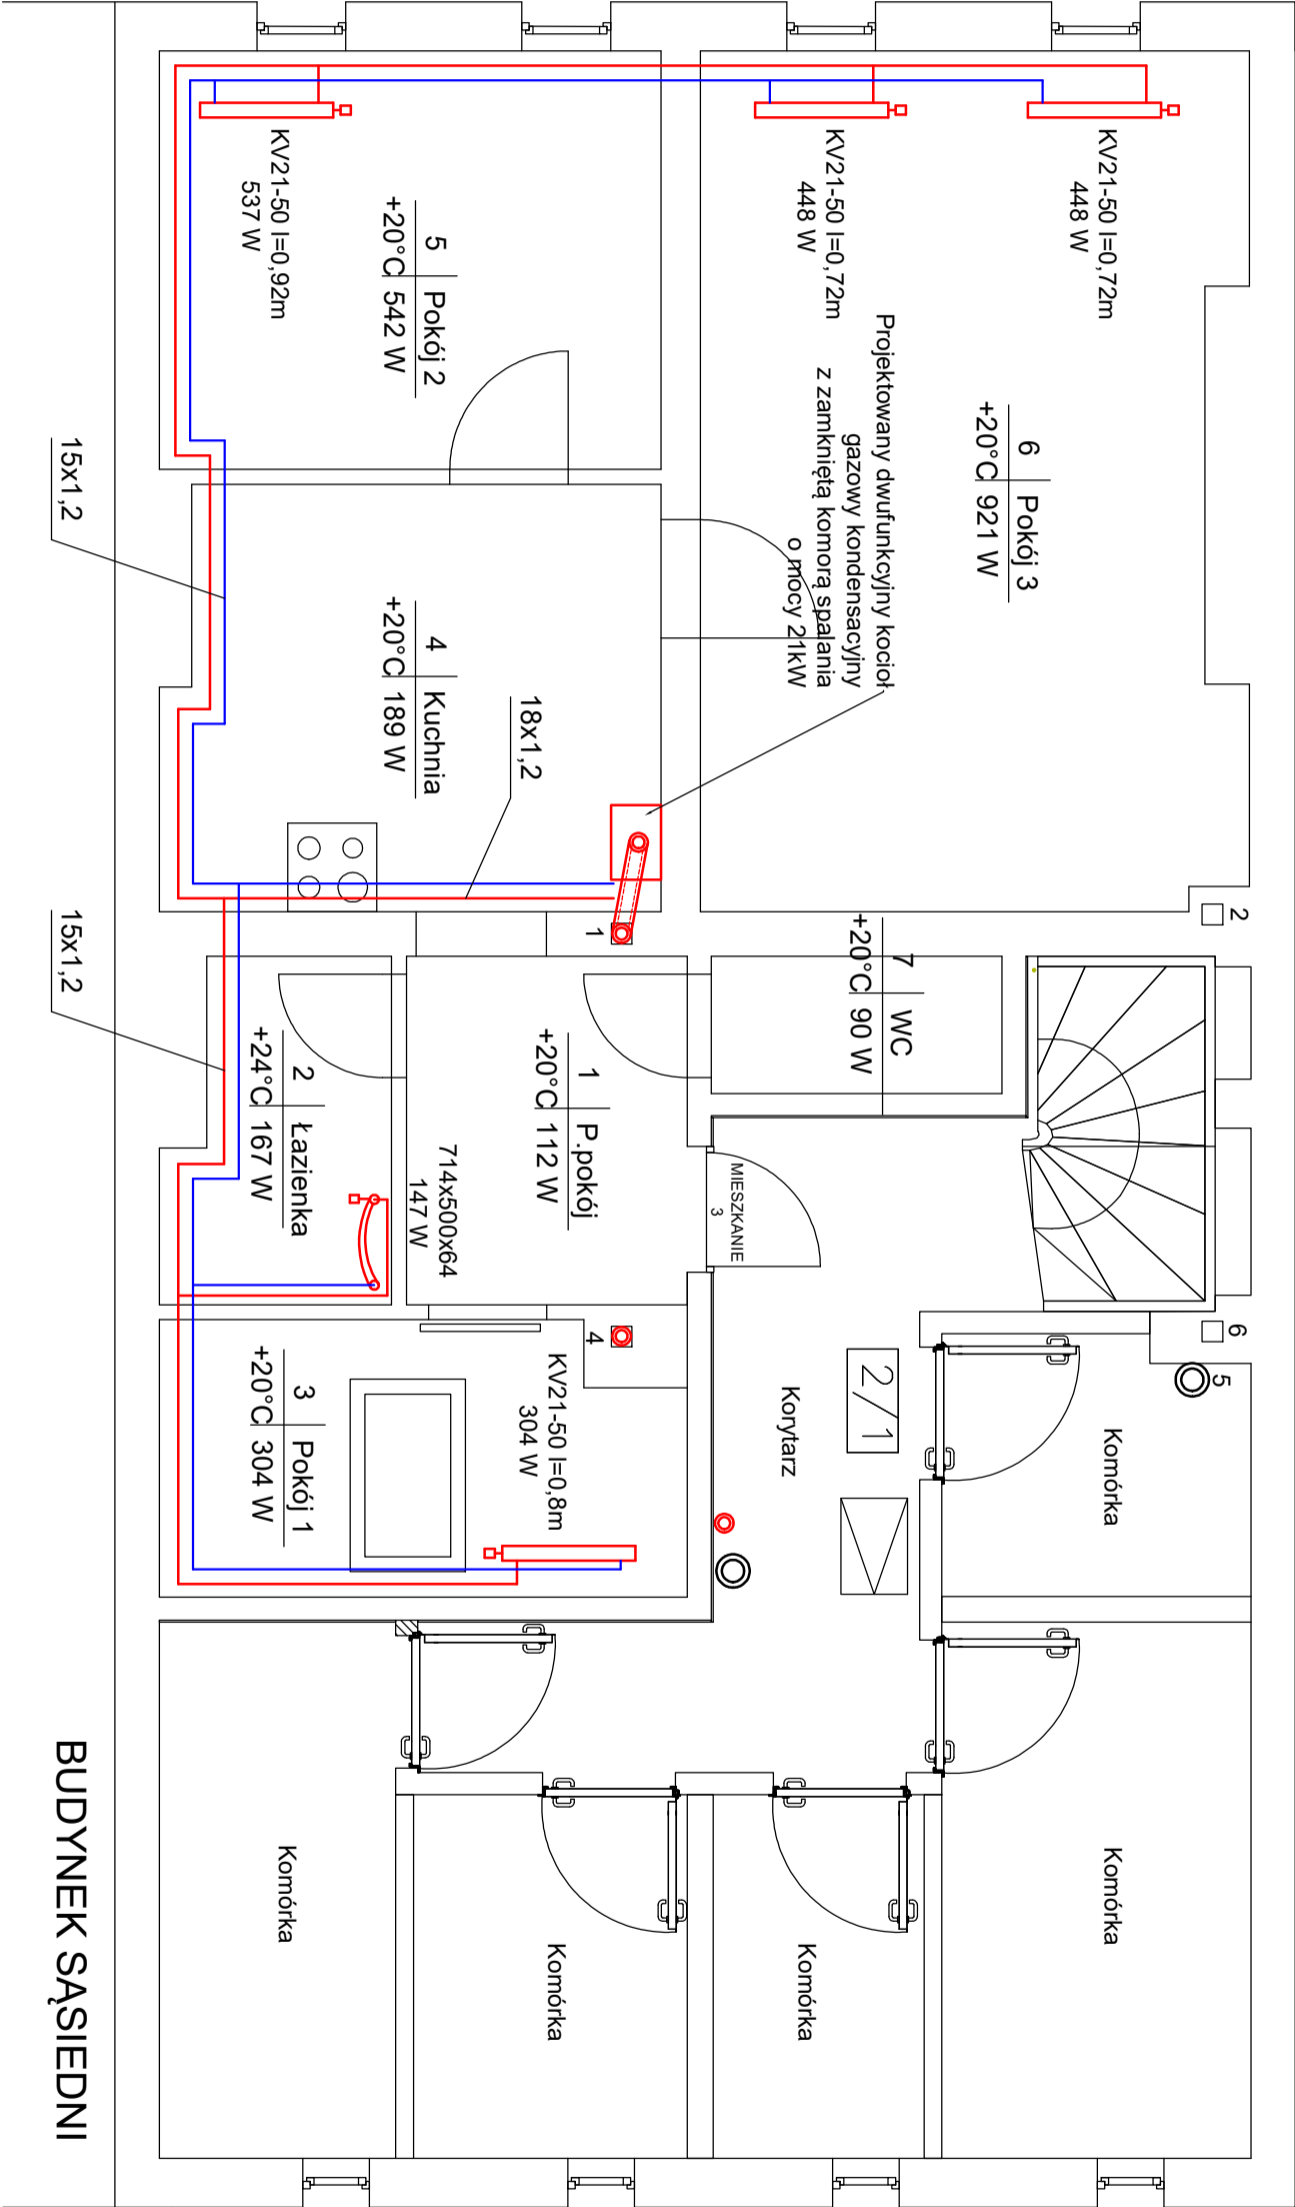 KV21-50 l=0,72m
448 W
KV21-50 l=0,72m
448 W
KV21-50 l=0,92m
537 W
6 Pokój 3
+20°C 921 W
Projektowany dwufunkcyjny kocioł
gazowy kondensacyjny
z zamkniętą komorą spalania
o mocy 21kW
5 Pokój 2
+20°C 542 W
4 Kuchnia
+20°C 189 W
18x1,2
15x1,2
15x1,2
2
1
7 WC
+20°C 90 W
1 P.pokój
+20°C 112 W
2 Łazienka
+24°C 167 W
714x500x64
147 W
MIESZKANIE
3
6
5
4
KV21-50 l=0,8m
304 W
3 Pokój 1
+20°C 304 W
2/1
Korytarz
Komórka
Komórka
Komórka
Komórka
Komórka
BUDYNEK SĄSIEDNI